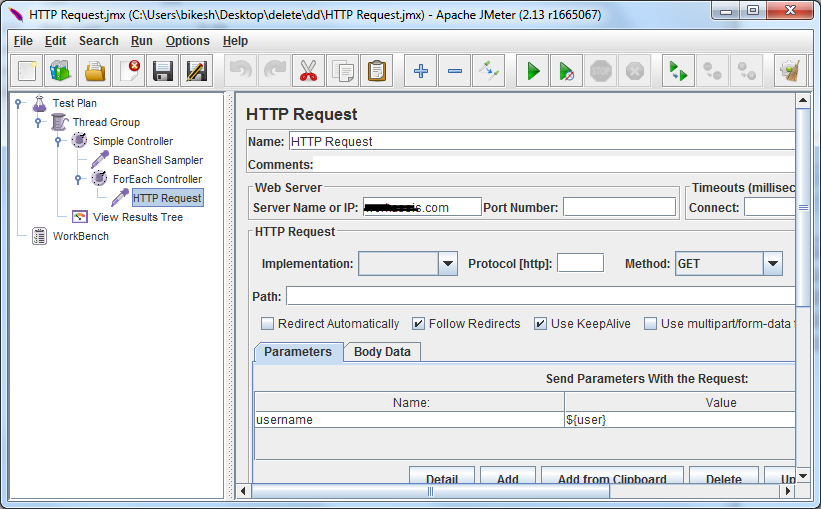 HTTP Request.jmx (C:\Users\bikesh\Desktop\delete\dd\HTTP Request.jmx) - Apache JMeter (2.13 r1665067)
File Edit Search Run Options Help
STOP
Test Plan
Thread Group
Simple Controller
BeanShell Sampler
ForEach Controller
HTTP Request
View Results Tree
WorkBench
HTTP Request
Name: HTTP Request
Comments:
Web Server
Timeouts (millisec
Server Name or IP: .com Port Number: Connect:
HTTP Request
Implementation: Protocol [http]: Method: GET
Path:
Redirect Automatically Follow Redirects Use KeepAlive Use multipart/form-data
Parameters Body Data
Send Parameters With the Request:
Name: Value
username ${user}
Detail Add Add from Clipboard Delete Up